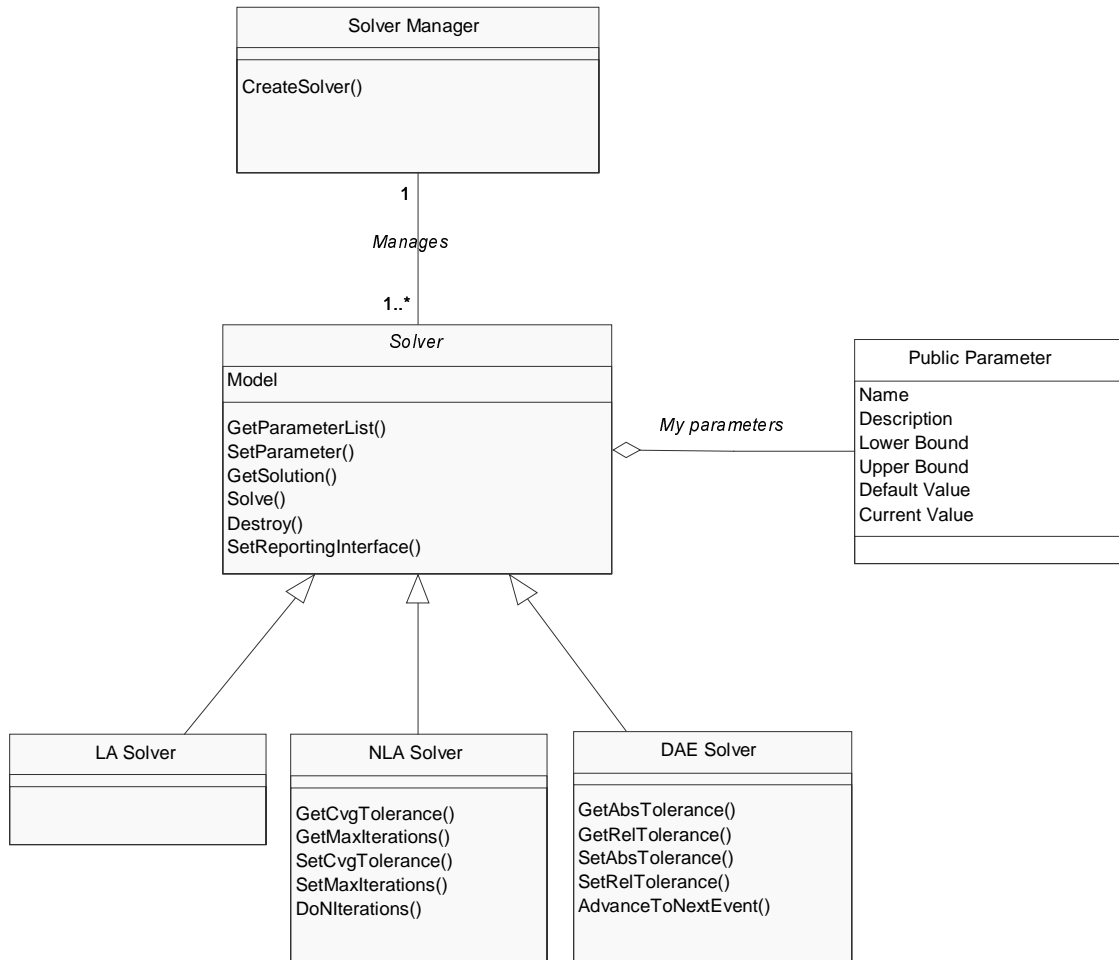 Solver Manager
CreateSolver()
1
Manages
1..*
Solver
Model
GetParameterList()
SetParameter()
GetSolution()
Solve()
Destroy()
SetReportingInterface()
My parameters
Public Parameter
Name
Description
Lower Bound
Upper Bound
Default Value
Current Value
LA Solver
NLA Solver
GetCvgTolerance()
GetMaxIterations()
SetCvgTolerance()
SetMaxIterations()
DoNIterations()
DAE Solver
GetAbsTolerance()
GetRelTolerance()
SetAbsTolerance()
SetRelTolerance()
AdvanceToNextEvent()